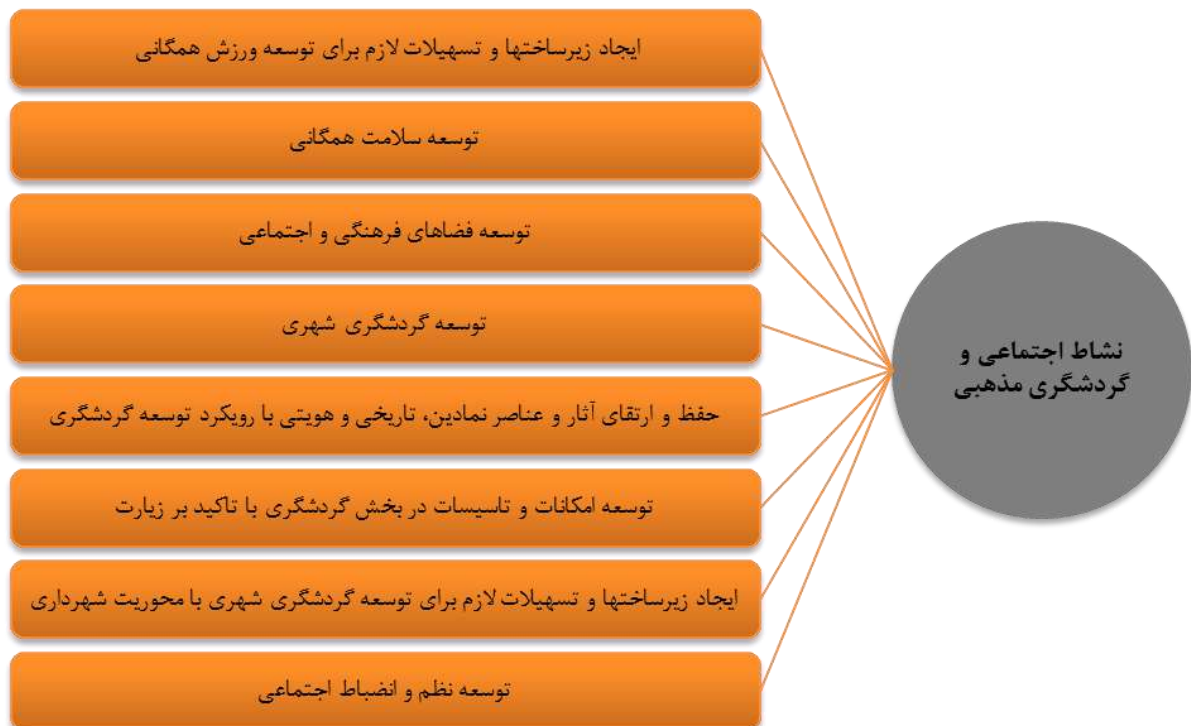 ایجاد زیرساختها و تسهیلات لازم برای توسعه ورزش همگانی
توسعه سلامت همگانی
توسعه فضاهای فرهنگی و اجتماعی
توسعه گردشگری شهری
حفظ و ارتقای آثار و عناصر نمادین، تاریخی و هویتی با رویکرد توسعه گردشگری
توسعه امکانات و تاسیسات در بخش گردشگری با تاکید بر زیارت
ایجاد زیرساختها و تسهیلات لازم برای توسعه گردشگری شهری با محوریت شهرداری
توسعه نظم و انضباط اجتماعی
نشاط اجتماعی و
گردشگری مذهبی